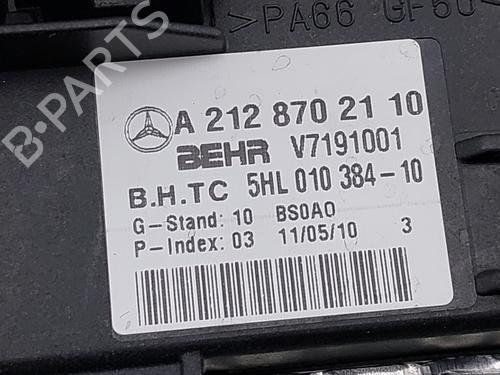 >PA66 GF50<
A 212 870 21 10
BEHR V7191001
B.H.TC 5HL 010 384-10
G-Stand: 10 BS0A0
P-Index: 03 11/05/10 3
B-PARTS